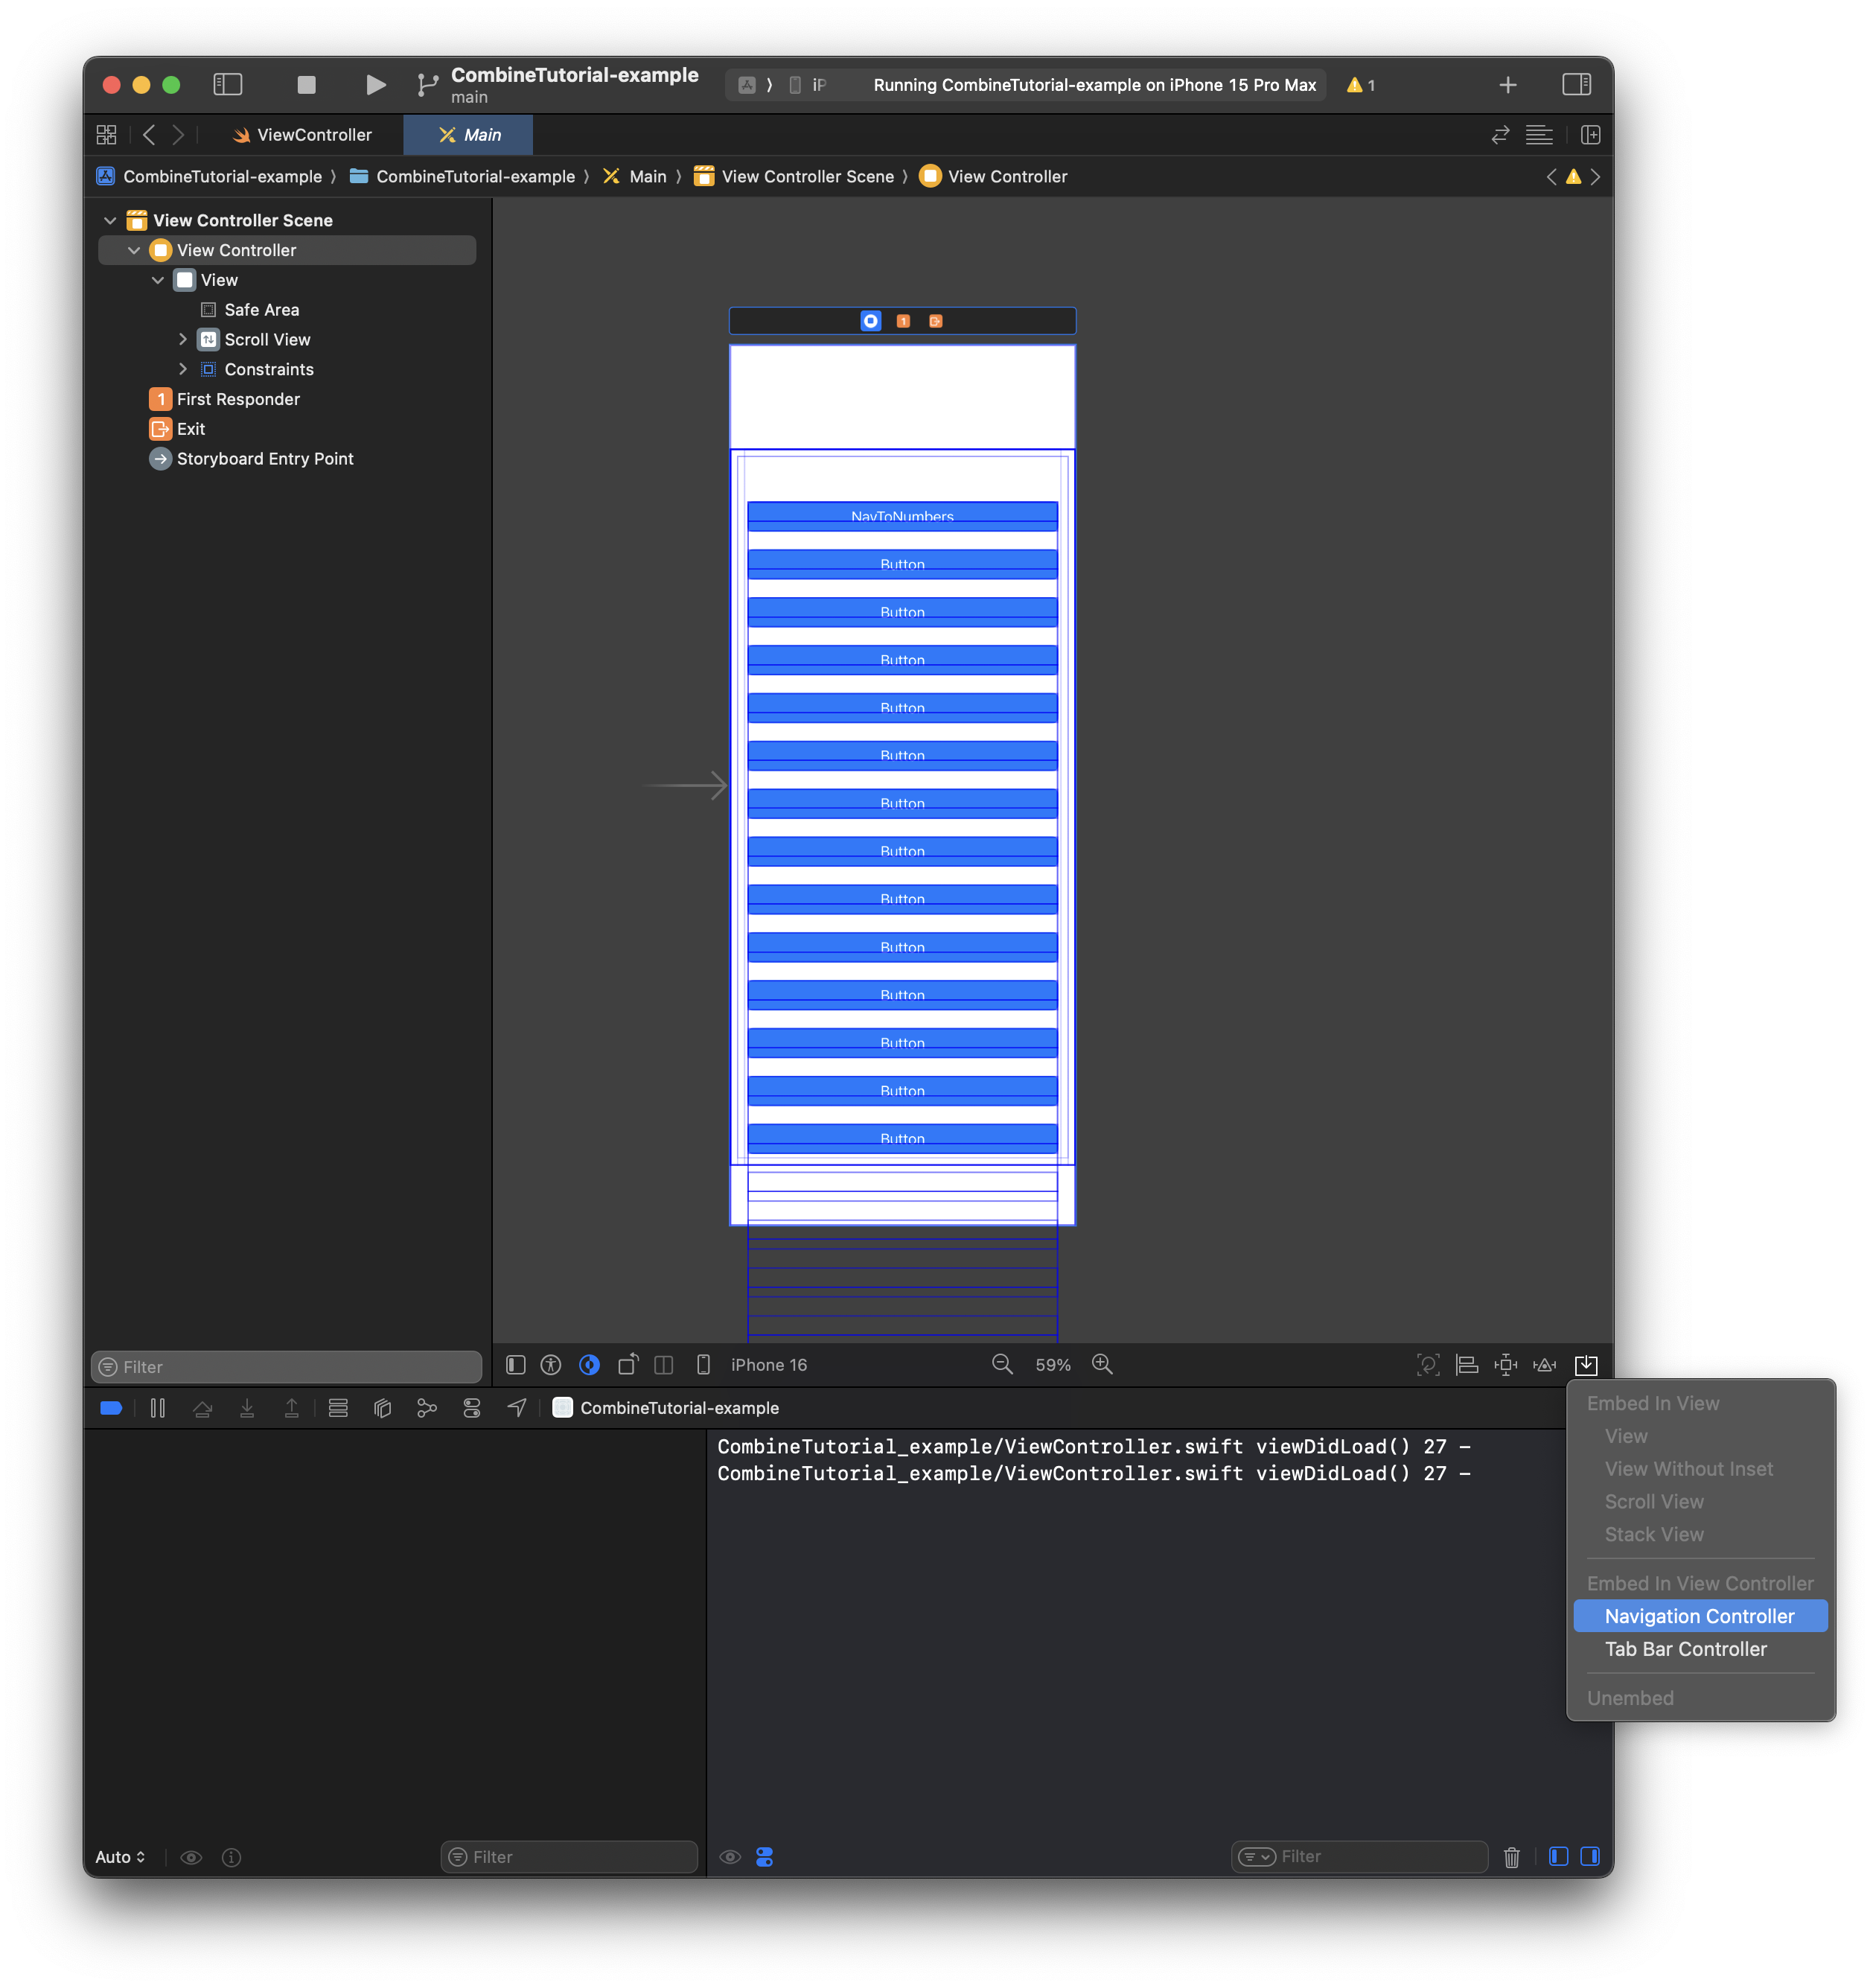 CombineTutorial-example
main
iP
Running CombineTutorial-example on iPhone 15 Pro Max
1
ViewController
Main
CombineTutorial-example
CombineTutorial-example
Main
View Controller Scene
View Controller
View Controller Scene
View Controller
View
Safe Area
Scroll View
Constraints
1 First Responder
Exit
Storyboard Entry Point
1
NavToNumbers
Button
Button
Button
Button
Button
Button
Button
Button
Button
Button
Button
Button
Button
Filter
iPhone 16
59%
CombineTutorial-example
CombineTutorial_example/ViewController.swift viewDidLoad() 27 -
CombineTutorial_example/ViewController.swift viewDidLoad() 27 -
Embed In View
View
View Without Inset
Scroll View
Stack View
Embed In View Controller
Navigation Controller
Tab Bar Controller
Unembed
Auto
Filter
Filter